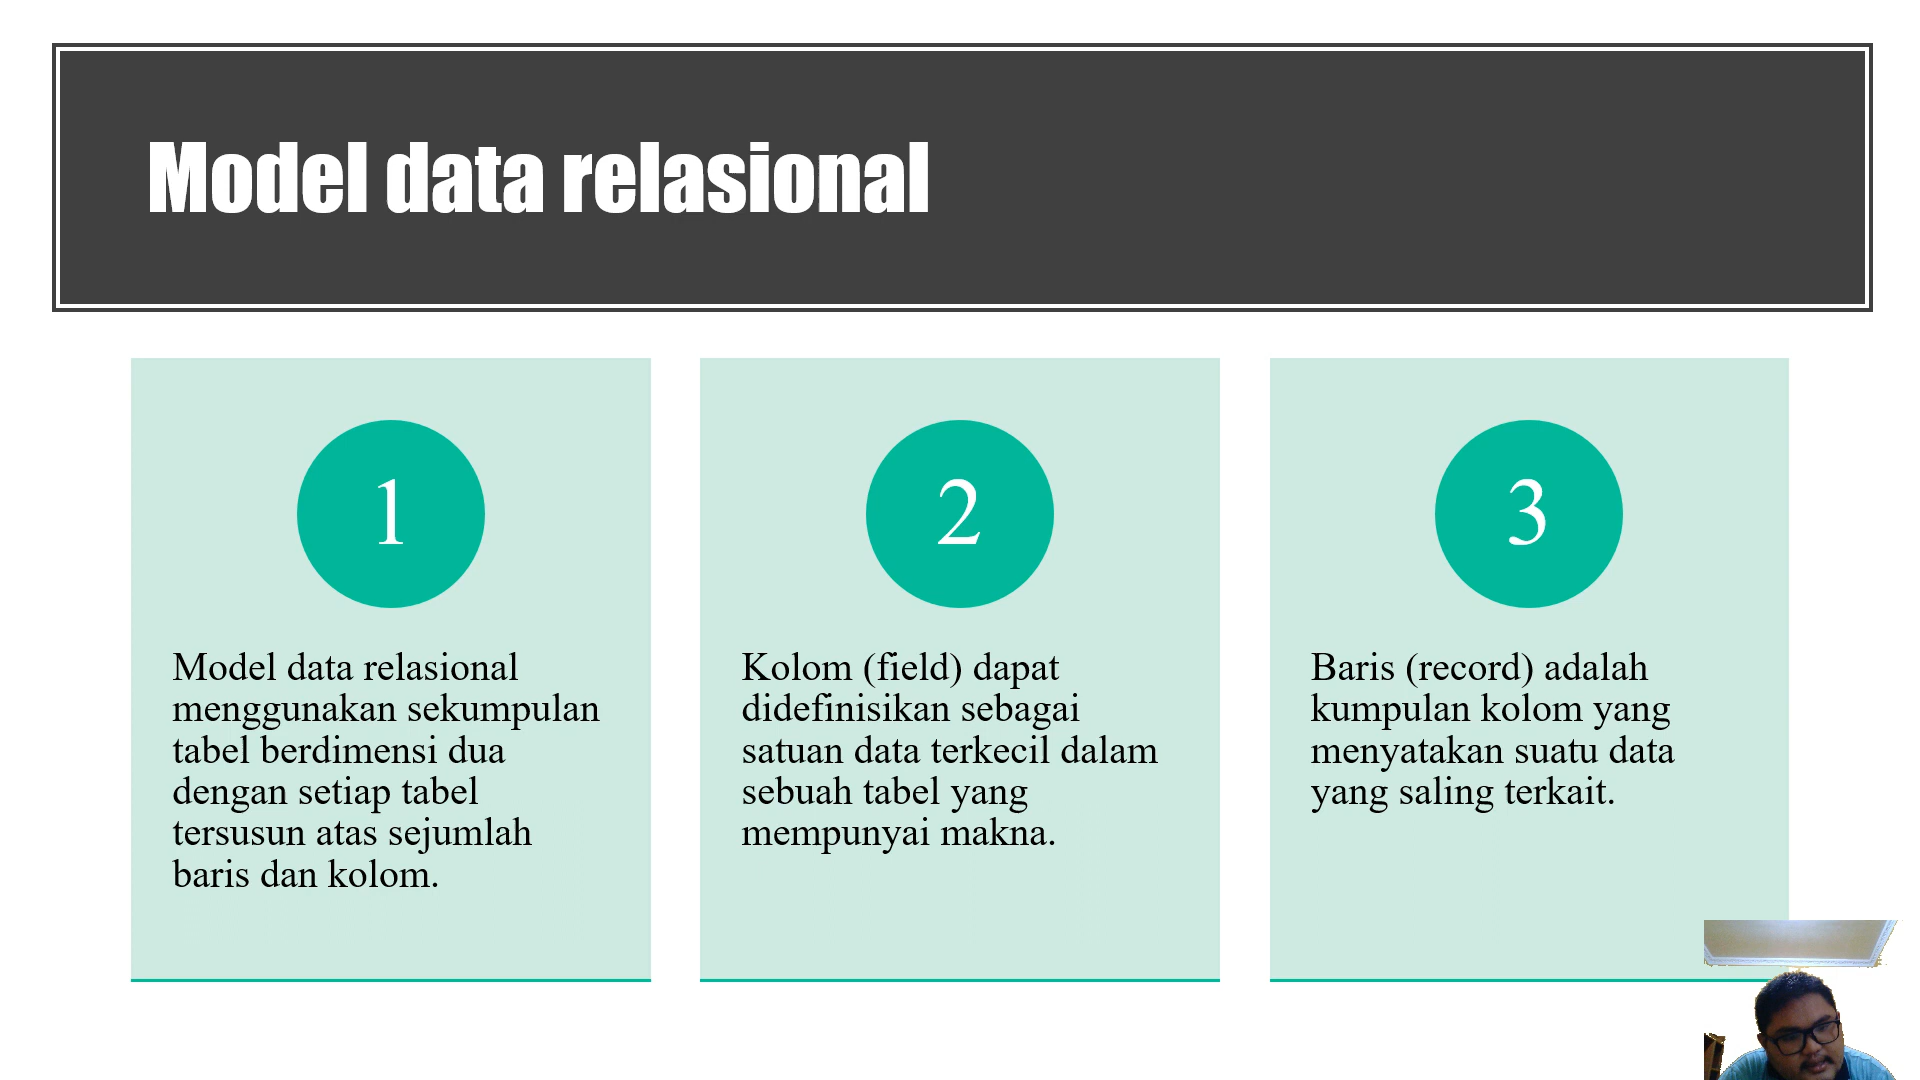 Model data relasional
1
Model data relasional
menggunakan sekumpulan
tabel berdimensi dua
dengan setiap tabel
tersusun atas sejumlah
baris dan kolom.
2
Kolom (field) dapat
didefinisikan sebagai
satuan data terkecil dalam
sebuah tabel yang
mempunyai makna.
3
Baris (record) adalah
kumpulan kolom yang
menyatakan suatu data
yang saling terkait.